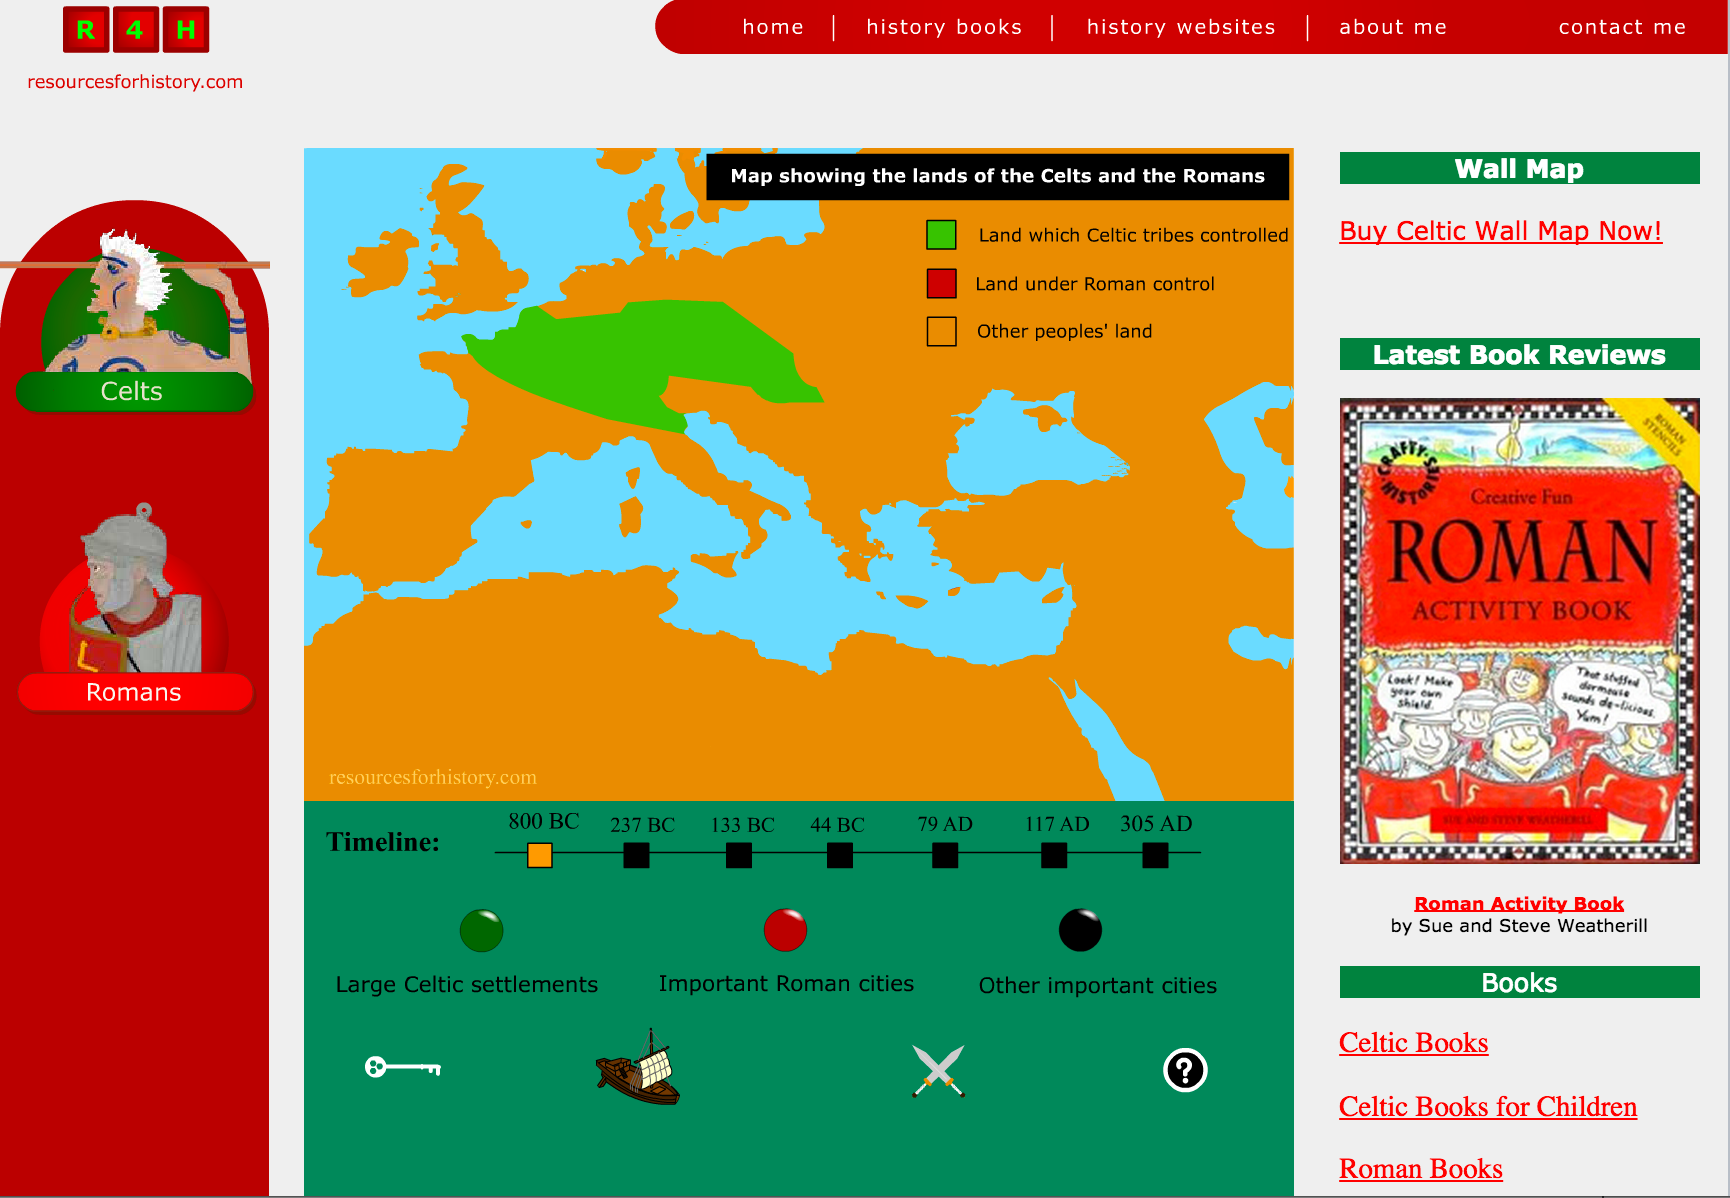 R 4 H
resourcesforhistory.com
home
history books
history websites
about me
contact me
Celts
Romans
Map showing the lands of the Celts and the Romans
Land which Celtic tribes controlled
Land under Roman control
Other peoples' land
resourcesforhistory.com
Timeline:
800 BC
237 BC
133 BC
44 BC
79 AD
117 AD
305 AD
Large Celtic settlements
Important Roman cities
Other important cities
?
Wall Map
Buy Celtic Wall Map Now!
Latest Book Reviews
ROMAN
STENCILS
CRAFTY HISTORIES
Creative Fun
ROMAN
ACTIVITY BOOK
Look! Make
your own
shield.
That stuffed
dormouse
sounds de-licious.
Yum!
SUE AND STEVE WEATHERILL
Roman Activity Book
by Sue and Steve Weatherill
Books
Celtic Books
Celtic Books for Children
Roman Books